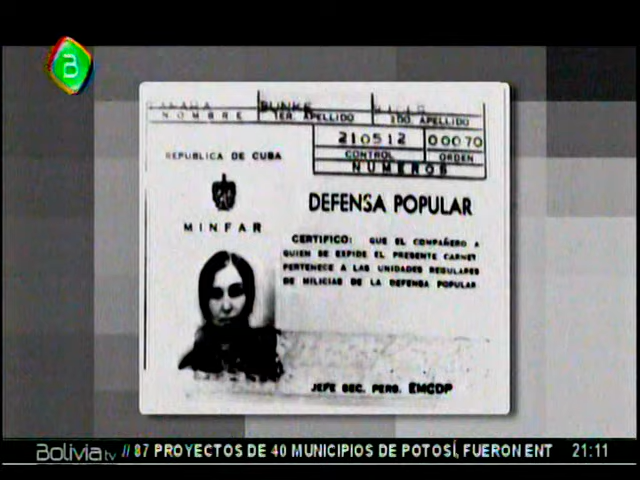 B
BUNKE
NOMBRE 1ER. APELLIDO 2DO. APELLIDO
210512 00070
CONTROL ORDEN
NUMEROS
REPUBLICA DE CUBA
MINFAR
DEFENSA POPULAR
CERTIFICO: QUE EL COMPAÑERO A
QUIEN SE EXPIDE EL PRESENTE CARNET
PERTENECE A LAS UNIDADES REGULARES
DE MILICIAS DE LA DEFENSA POPULAR
JEFE SEC. PERS. EMCDP
Bolivia tv // 87 PROYECTOS DE 40 MUNICIPIOS DE POTOSÍ, FUERON ENT 21:11